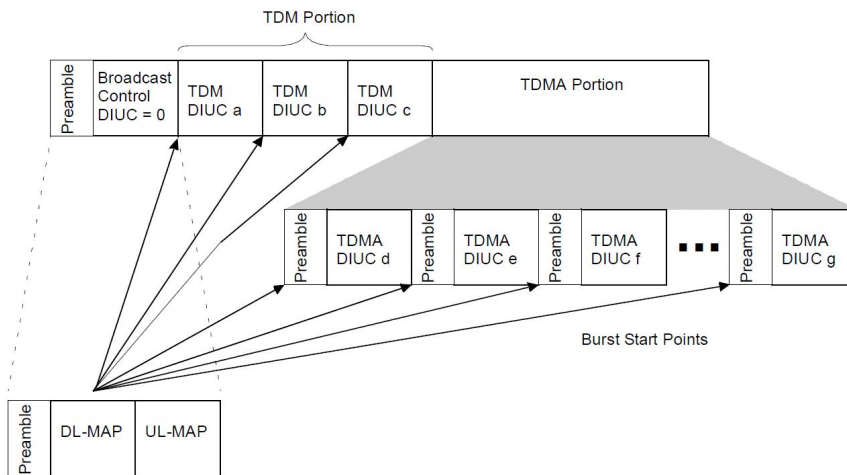 TDM Portion
Preamble
Broadcast
Control
DIUC = 0
TDM
DIUC a
TDM
DIUC b
TDM
DIUC c
TDMA Portion
Preamble
TDMA
DIUC d
Preamble
TDMA
DIUC e
Preamble
TDMA
DIUC f
Preamble
TDMA
DIUC g
Burst Start Points
Preamble
DL-MAP
UL-MAP